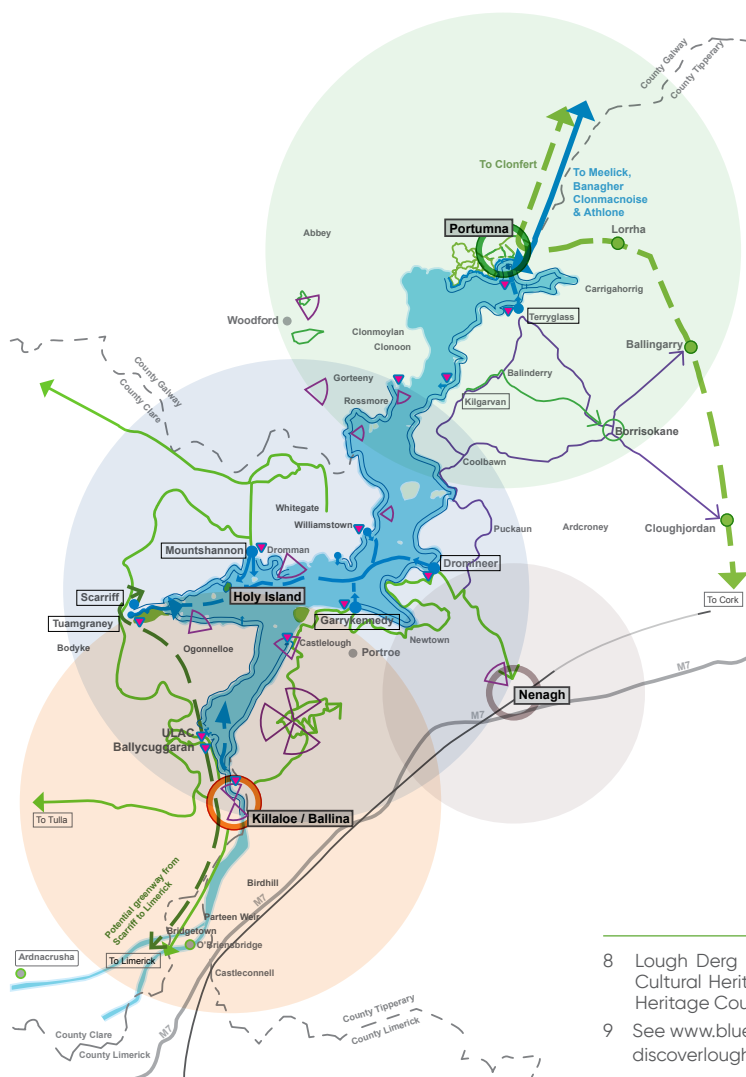 County Galway
County Tipperary
To Clonfert
To Meelick,
Banagher
Clonmacnoise
& Athlone
Portumna
Abbey
Lorrha
Carrigahorrig
Terryglass
Woodford
Clonmoylan
Clonoon
Ballingarry
County Galway
County Clare
Gorteeny
Balinderry
Rossmore
Kilgarvan
Borrisokane
Coolbawn
Whitegate
Williamstown
Puckaun
Ardcroney
Cloughjordan
Mountshannon
Dromman
Dromineer
Scarriff
Holy Island
To Cork
Tuamgraney
Garrykennedy
Bodyke
Ogonnelloe
Castlelough
Newtown
Portroe
M7
Nenagh
M7
ULAC
Ballycuggaran
To Tulla
Killaloe / Ballina
Potential greenway from
Scarriff to Limerick
Birdhill
M7
Parteen Weir
Bridgetown
O'Briensbridge
Ardnacrusha
To Limerick
Castleconnell
County Clare
County Limerick
M7
County Tipperary
County Limerick
8 Lough Derg
Cultural Herit
Heritage Cou
9 See www.blue
discoverlough